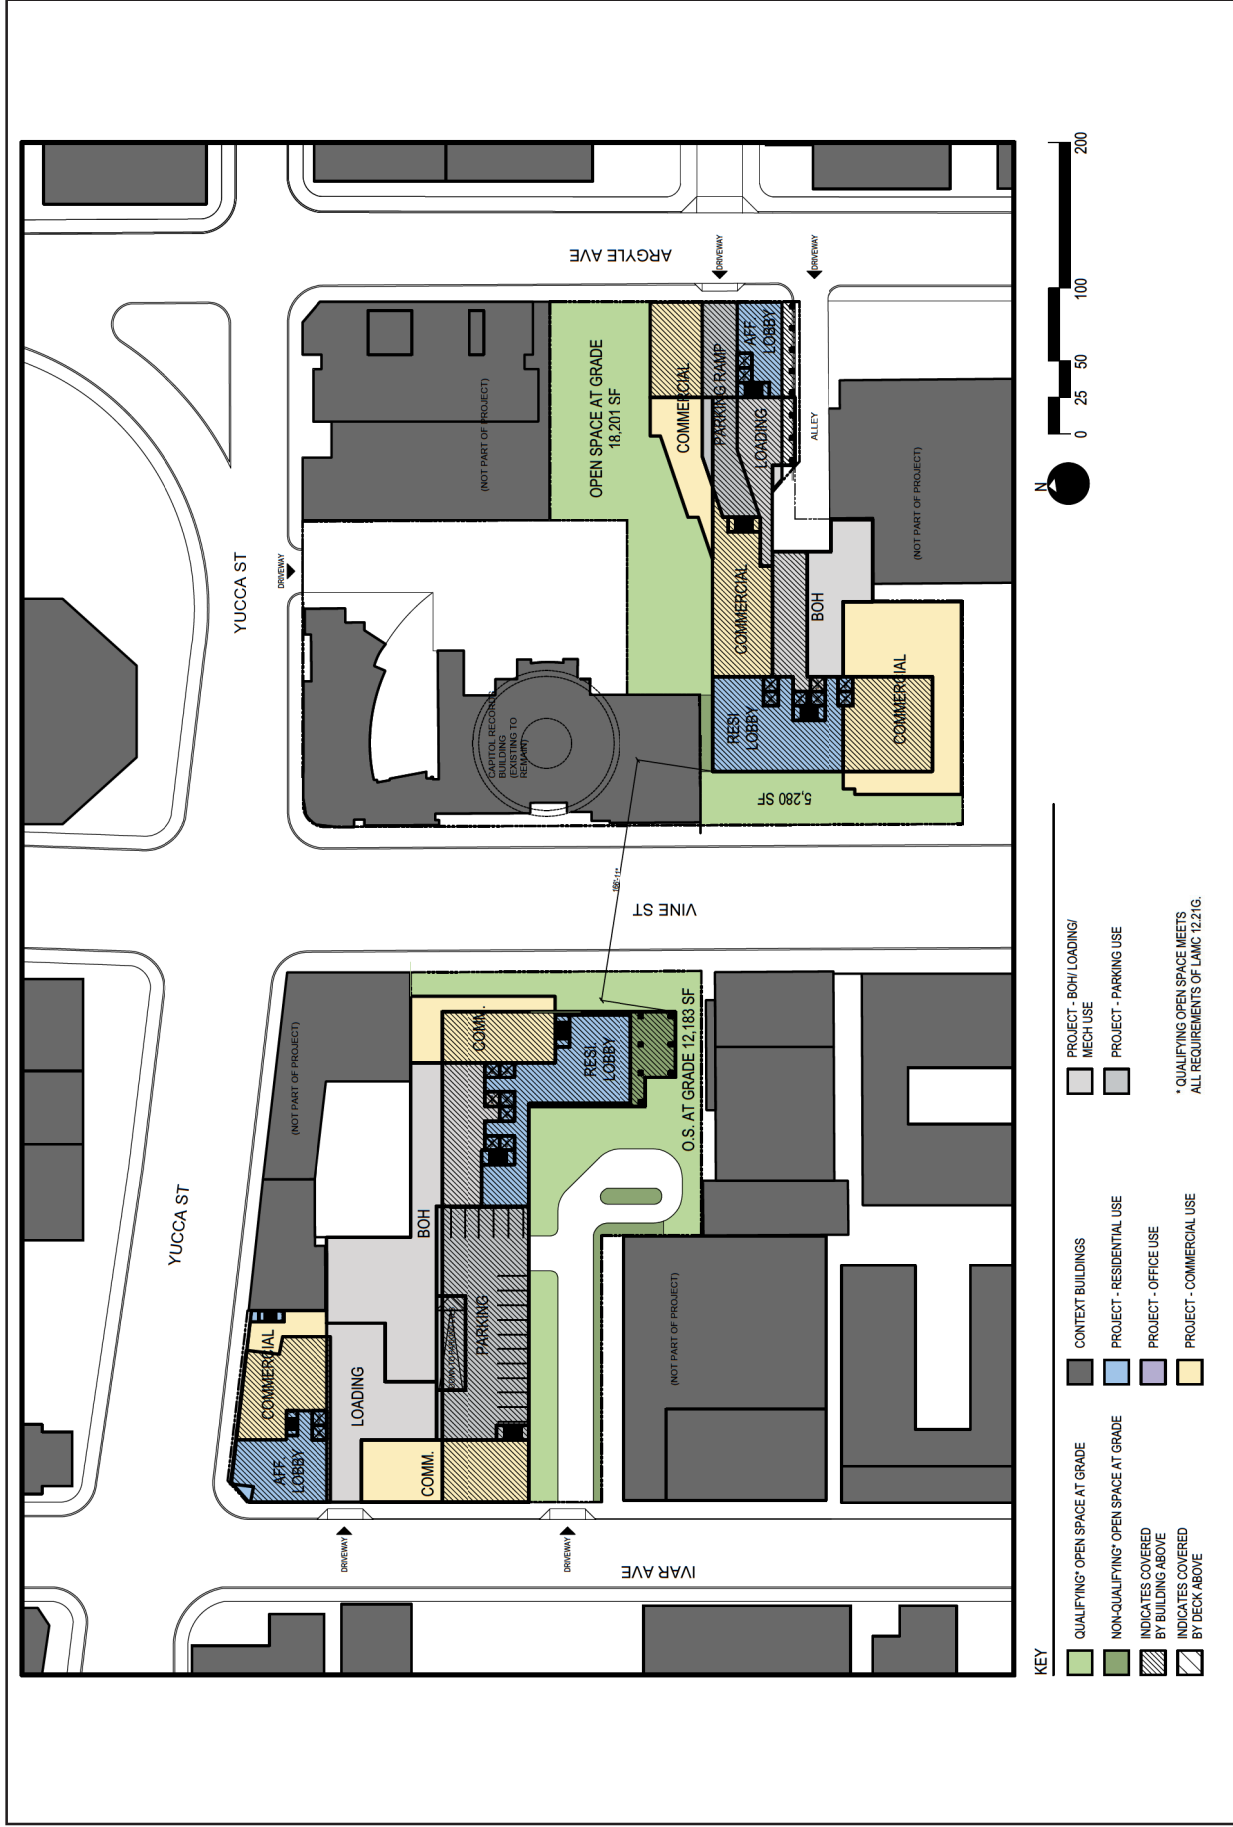 YUCCA ST
YUCCA ST
ARGYLE AVE
VINE ST
IVAR AVE
DRIVEWAY
DRIVEWAY
DRIVEWAY
DRIVEWAY
DRIVEWAY
ALLEY
(NOT PART OF PROJECT)
OPEN SPACE AT GRADE
18,201 SF
COMMERCIAL
PARKING RAMP
AFF
LOBBY
LOADING
(NOT PART OF PROJECT)
COMMERCIAL
BOH
RESI
LOBBY
COMMERCIAL
5,280 SF
CAPITOL RECORDS
BUILDING
(EXISTING TO
REMAIN)
(NOT PART OF PROJECT)
COMM.
RESI.
LOBBY
O.S. AT GRADE 12,183 SF
BOH
PARKING
COMMERCIAL
AFF.
LOBBY
LOADING
COMM.
(NOT PART OF PROJECT)
N
0
25
50
100
200
KEY
QUALIFYING* OPEN SPACE AT GRADE
NON-QUALIFYING* OPEN SPACE AT GRADE
INDICATES COVERED
BY BUILDING ABOVE
INDICATES COVERED
BY DECK ABOVE
CONTEXT BUILDINGS
PROJECT - RESIDENTIAL USE
PROJECT - OFFICE USE
PROJECT - COMMERCIAL USE
PROJECT - BOH/ LOADING/
MECH USE
PROJECT - PARKING USE
* QUALIFYING OPEN SPACE MEETS
ALL REQUIREMENTS OF LAMC 12.21G.